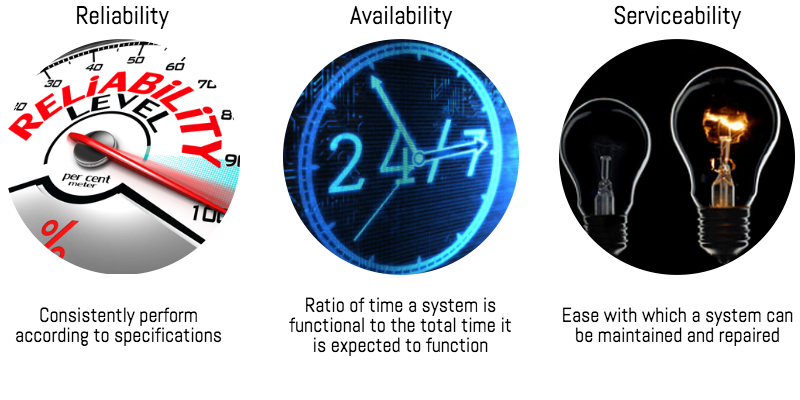 Reliability
Availability
Serviceability
30
40
50
60
70
8
90
100
RELiABiLiTY
LEVEL
per cent
meter
%
24/7
Consistently perform
according to specifications
Ratio of time a system is
functional to the total time it
is expected to function
Ease with which a system can
be maintained and repaired